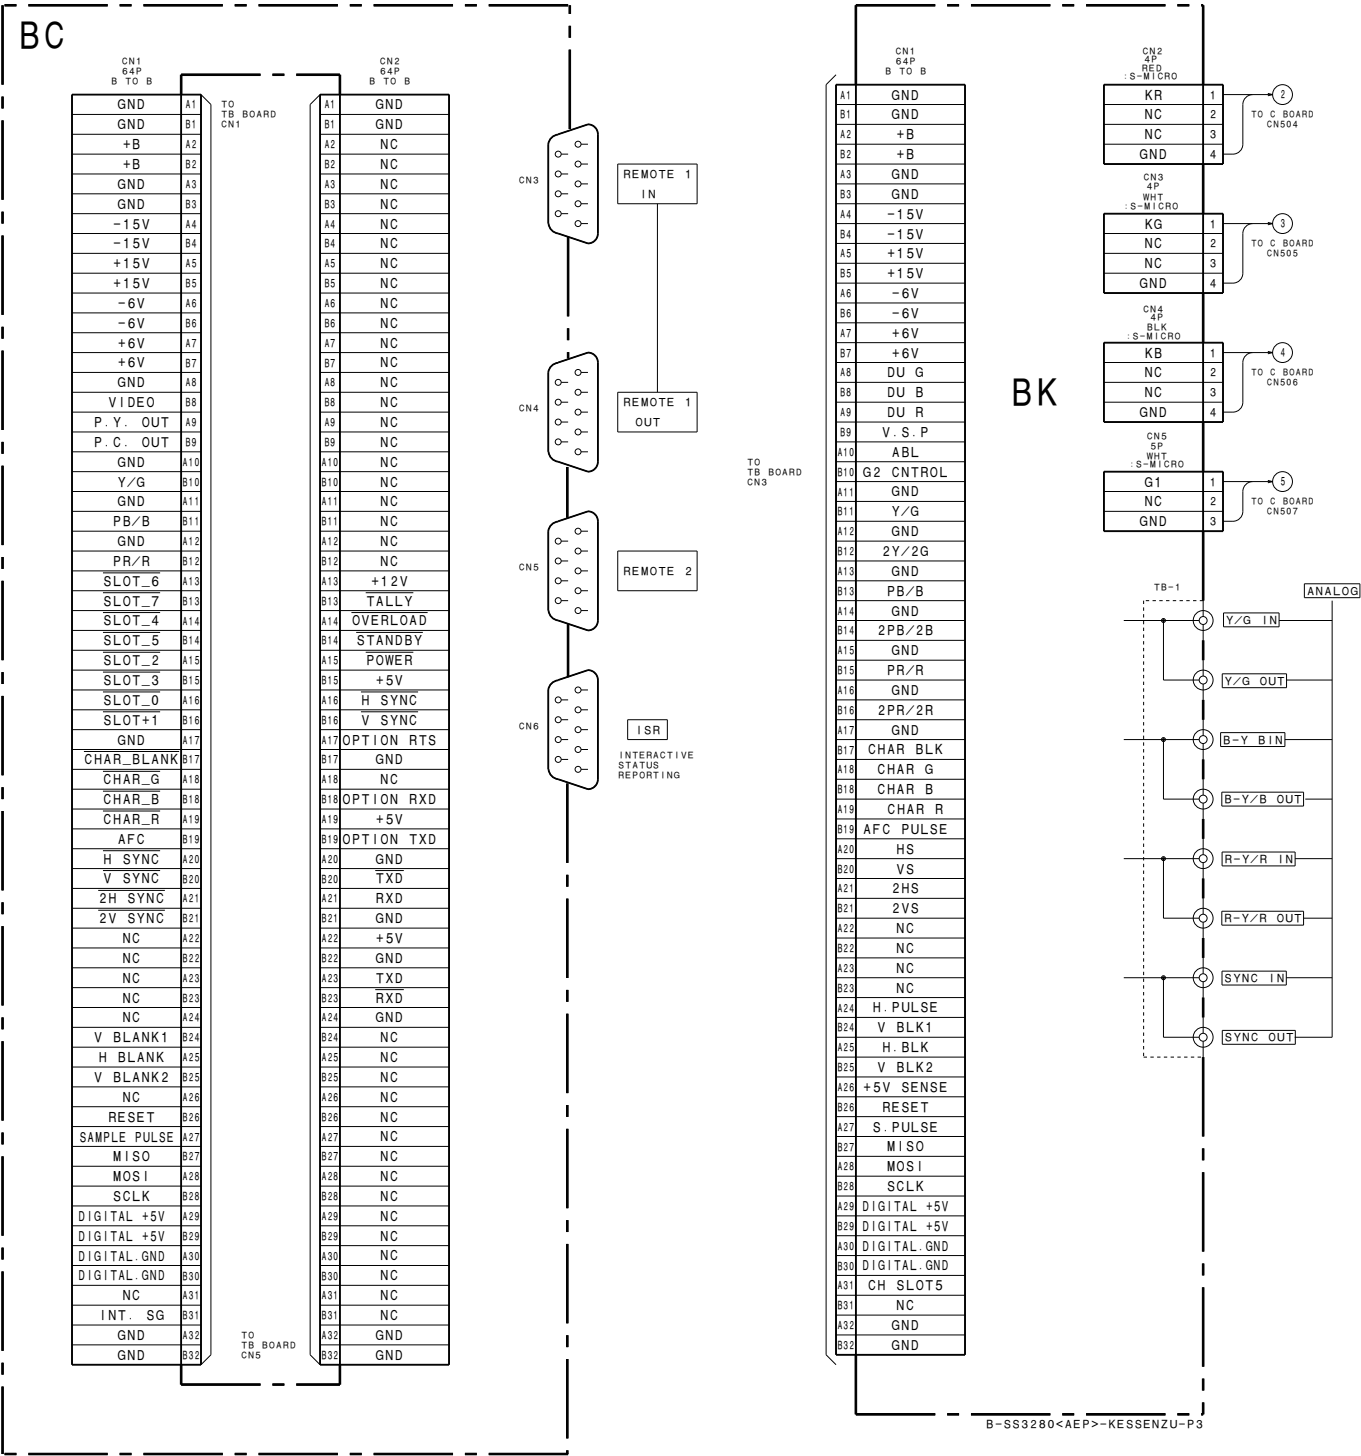 BC
CN1
64P
B TO B
GND A1
GND B1
+B A2
+B B2
GND A3
GND B3
-15V A4
-15V B4
+15V A5
+15V B5
-6V A6
-6V B6
+6V A7
+6V B7
GND A8
VIDEO B8
P.Y. OUT A9
P.C. OUT B9
GND A10
Y/G B10
GND A11
PB/B B11
GND A12
PR/R B12
SLOT_6 A13
SLOT_7 B13
SLOT_4 A14
SLOT_5 B14
SLOT_2 A15
SLOT_3 B15
SLOT_0 A16
SLOT+1 B16
GND A17
CHAR_BLANK B17
CHAR_G A18
CHAR_B B18
CHAR_R A19
AFC B19
H SYNC A20
V SYNC B20
2H SYNC A21
2V SYNC B21
NC A22
NC B22
NC A23
NC B23
NC A24
V BLANK1 B24
H BLANK A25
V BLANK2 B25
NC A26
RESET B26
SAMPLE PULSE A27
MISO B27
MOSI A28
SCLK B28
DIGITAL +5V A29
DIGITAL +5V B29
DIGITAL.GND A30
DIGITAL.GND B30
NC A31
INT. SG B31
GND A32
GND B32
TO
TB BOARD
CN1
CN2
64P
B TO B
A1 GND
B1 GND
A2 NC
B2 NC
A3 NC
B3 NC
A4 NC
B4 NC
A5 NC
B5 NC
A6 NC
B6 NC
A7 NC
B7 NC
A8 NC
B8 NC
A9 NC
B9 NC
A10 NC
B10 NC
A11 NC
B11 NC
A12 NC
B12 NC
A13 +12V
B13 TALLY
A14 OVERLOAD
B14 STANDBY
A15 POWER
B15 +5V
A16 H SYNC
B16 V SYNC
A17 OPTION RTS
B17 GND
A18 NC
B18 OPTION RXD
A19 +5V
B19 OPTION TXD
A20 GND
B20 TXD
A21 RXD
B21 GND
A22 +5V
B22 GND
A23 TXD
B23 RXD
A24 GND
B24 NC
A25 NC
B25 NC
A26 NC
B26 NC
A27 NC
B27 NC
A28 NC
B28 NC
A29 NC
B29 NC
A30 NC
B30 NC
A31 NC
B31 NC
A32 GND
B32 GND
TO
TB BOARD
CN5
CN3
REMOTE 1
IN
CN4
REMOTE 1
OUT
CN5
REMOTE 2
CN6
ISR
INTERACTIVE
STATUS
REPORTING
TO
TB BOARD
CN3
CN1
64P
B TO B
A1 GND
B1 GND
A2 +B
B2 +B
A3 GND
B3 GND
A4 -15V
B4 -15V
A5 +15V
B5 +15V
A6 -6V
B6 -6V
A7 +6V
B7 +6V
A8 DU G
B8 DU B
A9 DU R
B9 V.S.P
A10 ABL
B10 G2 CNTROL
A11 GND
B11 Y/G
A12 GND
B12 2Y/2G
A13 GND
B13 PB/B
A14 GND
B14 2PB/2B
A15 GND
B15 PR/R
A16 GND
B16 2PR/2R
A17 GND
B17 CHAR BLK
A18 CHAR G
B18 CHAR B
A19 CHAR R
B19 AFC PULSE
A20 HS
B20 VS
A21 2HS
B21 2VS
A22 NC
B22 NC
A23 NC
B23 NC
A24 H.PULSE
B24 V BLK1
A25 H.BLK
B25 V BLK2
A26 +5V SENSE
B26 RESET
A27 S.PULSE
B27 MISO
A28 MOSI
B28 SCLK
A29 DIGITAL +5V
B29 DIGITAL +5V
A30 DIGITAL.GND
B30 DIGITAL.GND
A31 CH SLOT5
B31 NC
A32 GND
B32 GND
BK
CN2
4P
RED
:S-MICRO
KR 1
NC 2
NC 3
GND 4
2
TO C BOARD
CN504
CN3
4P
WHT
:S-MICRO
KG 1
NC 2
NC 3
GND 4
3
TO C BOARD
CN505
CN4
4P
BLK
:S-MICRO
KB 1
NC 2
NC 3
GND 4
4
TO C BOARD
CN506
CN5
5P
WHT
:S-MICRO
G1 1
NC 2
GND 3
5
TO C BOARD
CN507
TB-1
ANALOG
Y/G IN
Y/G OUT
B-Y BIN
B-Y/B OUT
R-Y/R IN
R-Y/R OUT
SYNC IN
SYNC OUT
B-SS3280<AEP>-KESSENZU-P3